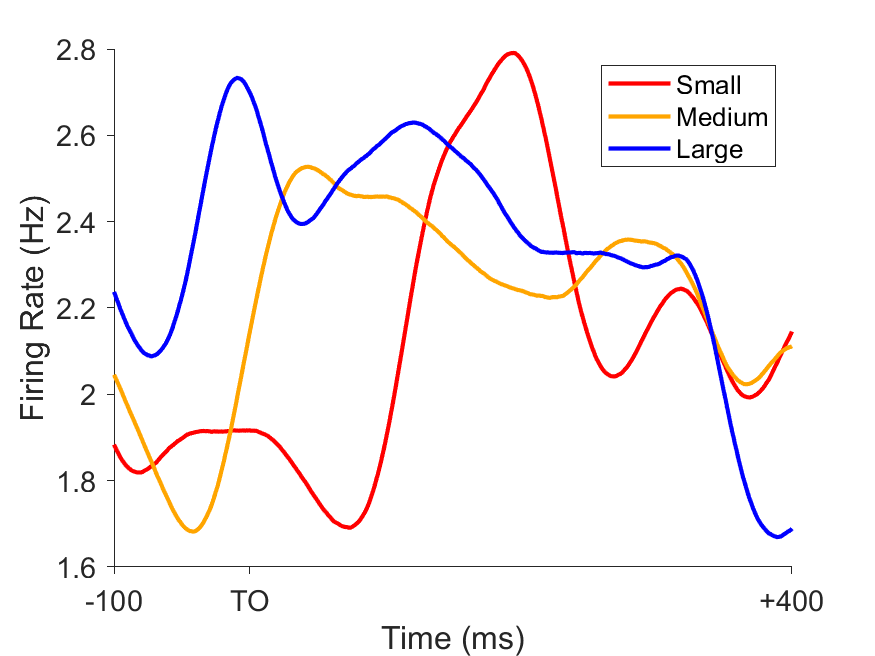 2.8
2.6
2.4
2.2
2
1.8
1.6
Firing Rate (Hz)
Small
Medium
Large
-100 TO +400
Time (ms)